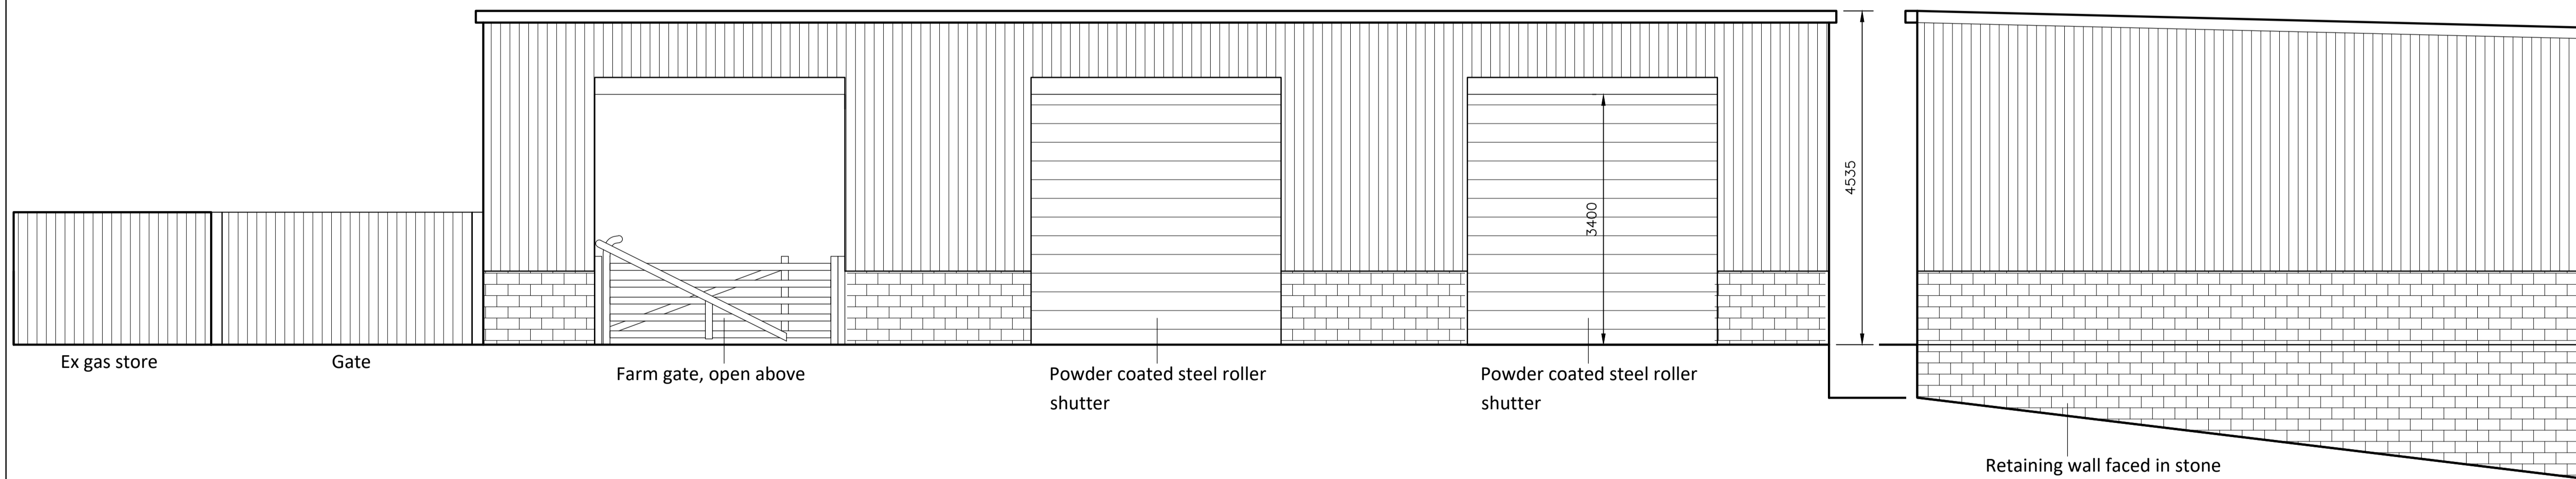 4535
3400
Ex gas store
Gate
Farm gate, open above
Powder coated steel roller
shutter
Powder coated steel roller
shutter
Retaining wall faced in stone